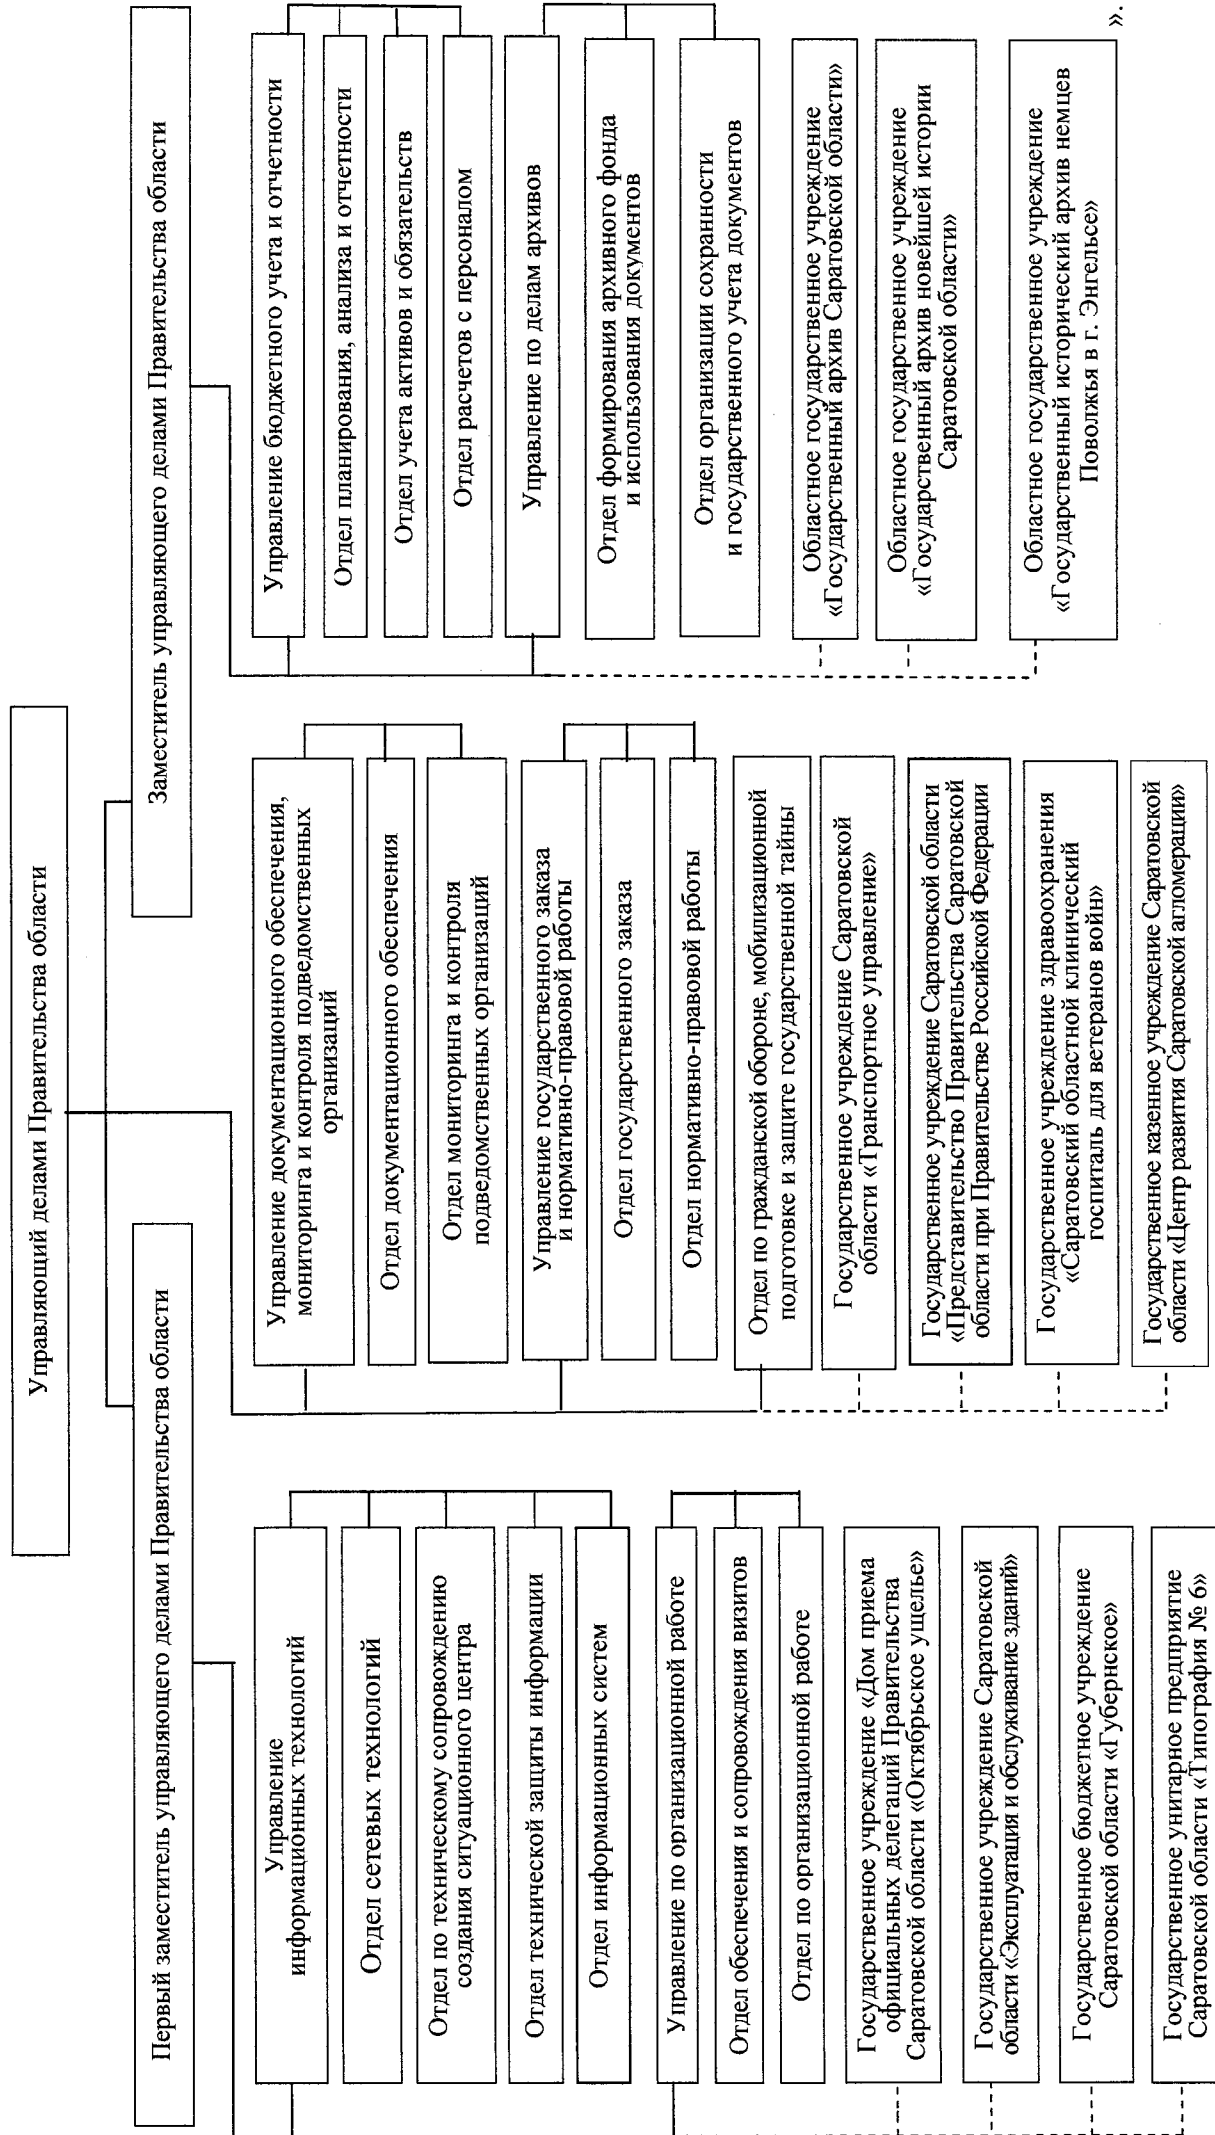 Управляющий делами Правительства области
Первый заместитель управляющего делами Правительства области
Заместитель управляющего делами Правительства области
Управление
информационных технологий
Отдел сетевых технологий
Отдел по техническому сопровождению
создания ситуационного центра
Отдел технической защиты информации
Отдел информационных систем
Управление по организационной работе
Отдел обеспечения и сопровождения визитов
Отдел по организационной работе
Государственное учреждение «Дом приема
официальных делегаций Правительства
Саратовской области «Октябрьское ущелье»
Государственное учреждение Саратовской
области «Эксплуатация и обслуживание зданий»
Государственное бюджетное учреждение
Саратовской области «Губернское»
Государственное унитарное предприятие
Саратовской области «Типография № 6»
Управление документационного обеспечения,
мониторинга и контроля подведомственных
организаций
Отдел документационного обеспечения
Отдел мониторинга и контроля
подведомственных организаций
Управление государственного заказа
и нормативно-правовой работы
Отдел государственного заказа
Отдел нормативно-правовой работы
Отдел по гражданской обороне, мобилизационной
подготовке и защите государственной тайны
Государственное учреждение Саратовской
области «Транспортное управление»
Государственное учреждение Саратовской области
«Представительство Правительства Саратовской
области при Правительстве Российской Федерации
Государственное учреждение здравоохранения
«Саратовский областной клинический
госпиталь для ветеранов войн»
Государственное казенное учреждение Саратовской
области «Центр развития Саратовской агломерации»
Управление бюджетного учета и отчетности
Отдел планирования, анализа и отчетности
Отдел учета активов и обязательств
Отдел расчетов с персоналом
Управление по делам архивов
Отдел формирования архивного фонда
и использования документов
Отдел организации сохранности
и государственного учета документов
Областное государственное учреждение
«Государственный архив Саратовской области»
Областное государственное учреждение
«Государственный архив новейшей истории
Саратовской области»
Областное государственное учреждение
«Государственный исторический архив немцев
Поволжья в г. Энгельсе»
».